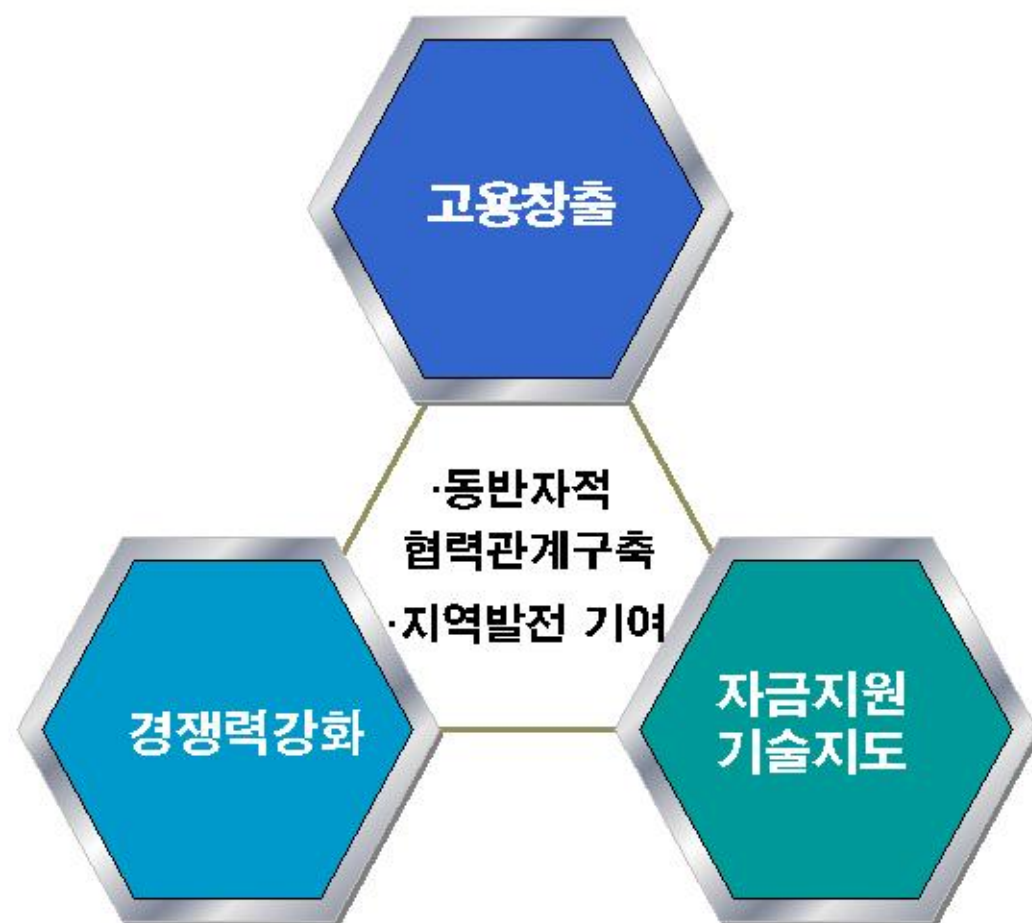 고용창출
·동반자적
협력관계구축
·지역발전 기여
경쟁력강화
자금지원
기술지도